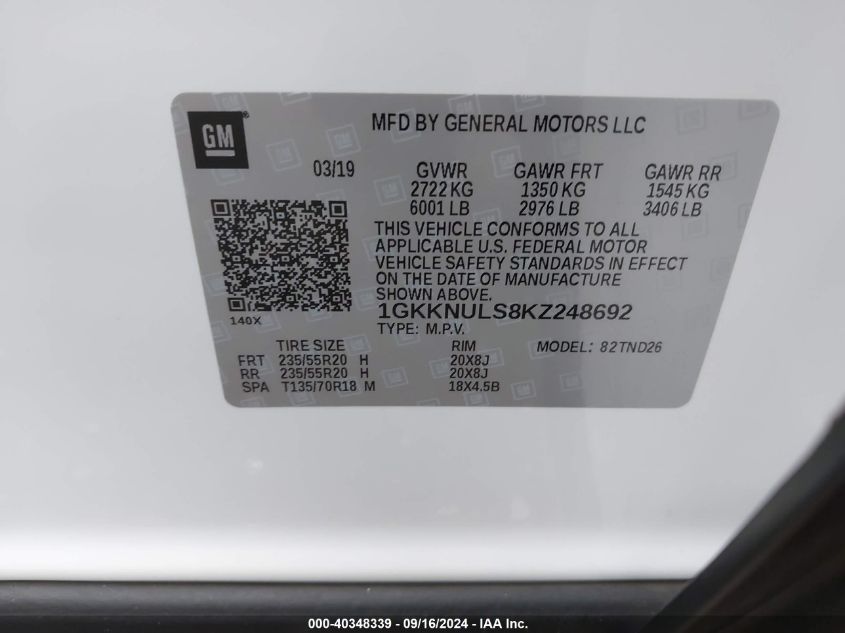 GM ®
MFD BY GENERAL MOTORS LLC
03/19 GVWR GAWR FRT GAWR RR
2722 KG 1350 KG 1545 KG
6001 LB 2976 LB 3406 LB
THIS VEHICLE CONFORMS TO ALL
APPLICABLE U.S. FEDERAL MOTOR
VEHICLE SAFETY STANDARDS IN EFFECT
ON THE DATE OF MANUFACTURE
SHOWN ABOVE.
1GKKNULS8KZ248692
140X
TYPE: M.P.V.
TIRE SIZE RIM MODEL: 82TND26
FRT 235/55R20 H 20X8J
RR 235/55R20 H 20X8J
SPA T135/70R18 M 18X4.5B
000-40348339 - 09/16/2024 - IAA Inc.